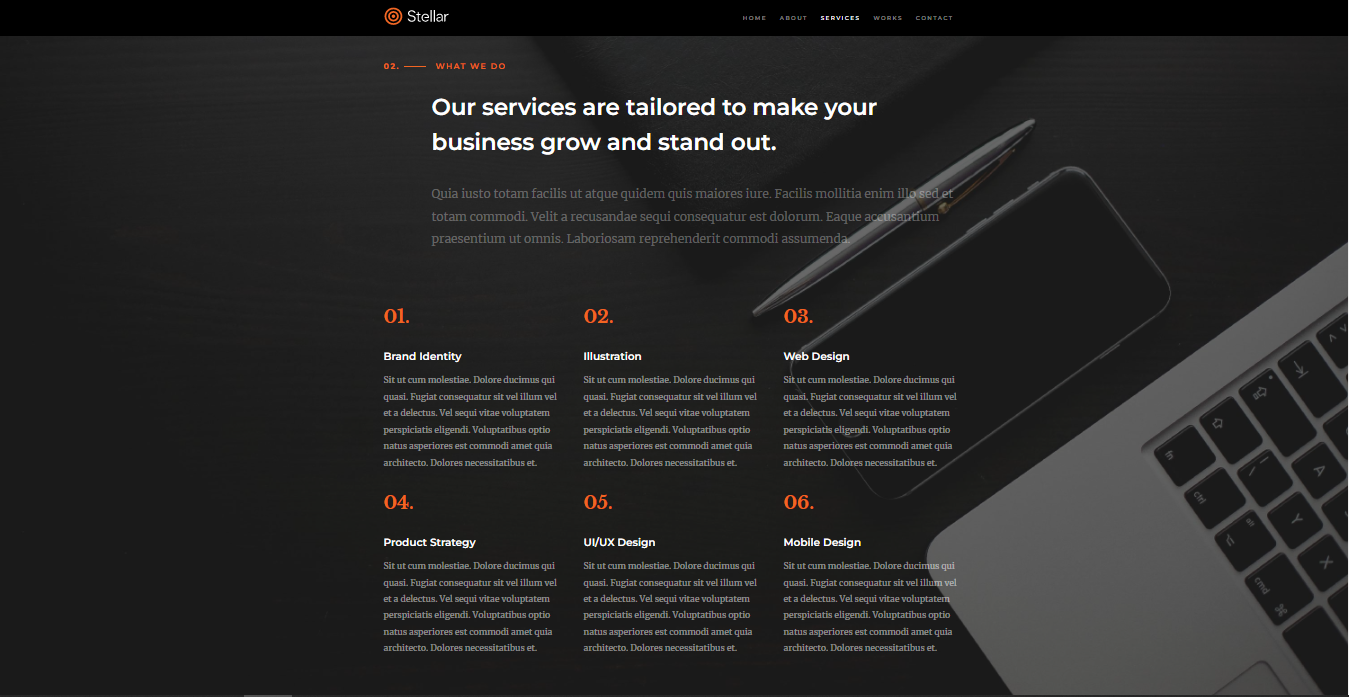 Stellar
HOME ABOUT SERVICES WORKS CONTACT
02. WHAT WE DO
Our services are tailored to make your
business grow and stand out.
Quia iusto totam facilis ut atque quidem quis maiores iure. Facilis mollitia enim illo sed et
totam commodi. Velit a recusandae sequi consequatur est dolorum. Eaque accusantium
praesentium ut omnis. Laboriosam reprehenderit commodi assumenda.
01.
Brand Identity
Sit ut cum molestiae. Dolore ducimus qui
quasi. Fugiat consequatur sit vel illum vel
et a delectus. Vel sequi vitae voluptatem
perspiciatis eligendi. Voluptatibus optio
natus asperiores est commodi amet quia
architecto. Dolores necessitatibus et.
02.
Illustration
Sit ut cum molestiae. Dolore ducimus qui
quasi. Fugiat consequatur sit vel illum vel
et a delectus. Vel sequi vitae voluptatem
perspiciatis eligendi. Voluptatibus optio
natus asperiores est commodi amet quia
architecto. Dolores necessitatibus et.
03.
Web Design
Sit ut cum molestiae. Dolore ducimus qui
quasi. Fugiat consequatur sit vel illum vel
et a delectus. Vel sequi vitae voluptatem
perspiciatis eligendi. Voluptatibus optio
natus asperiores est commodi amet quia
architecto. Dolores necessitatibus et.
04.
Product Strategy
Sit ut cum molestiae. Dolore ducimus qui
quasi. Fugiat consequatur sit vel illum vel
et a delectus. Vel sequi vitae voluptatem
perspiciatis eligendi. Voluptatibus optio
natus asperiores est commodi amet quia
architecto. Dolores necessitatibus et.
05.
UI/UX Design
Sit ut cum molestiae. Dolore ducimus qui
quasi. Fugiat consequatur sit vel illum vel
et a delectus. Vel sequi vitae voluptatem
perspiciatis eligendi. Voluptatibus optio
natus asperiores est commodi amet quia
architecto. Dolores necessitatibus et.
06.
Mobile Design
Sit ut cum molestiae. Dolore ducimus qui
quasi. Fugiat consequatur sit vel illum vel
et a delectus. Vel sequi vitae voluptatem
perspiciatis eligendi. Voluptatibus optio
natus asperiores est commodi amet quia
architecto. Dolores necessitatibus et.
fn
ctrl
cmd ⌘
A
Y
X